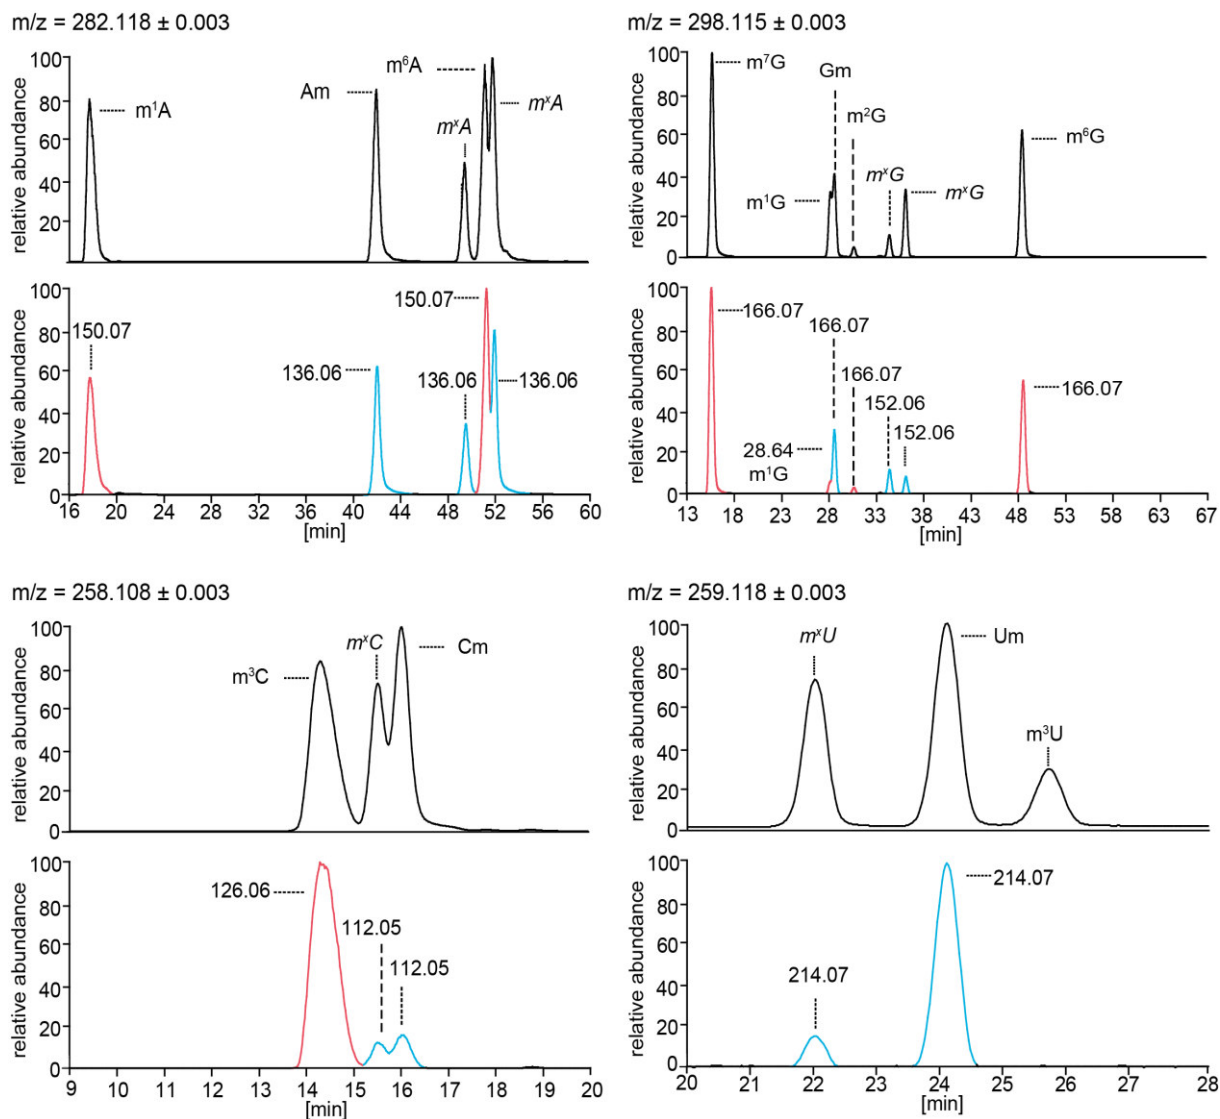 m/z = 282.118 ± 0.003
relative abundance
100
80
60
40
20
0
m¹A
Am
m⁶A
mˣA
mˣA
relative abundance
100
80
60
40
20
0
150.07
136.06
150.07
136.06
136.06
16 20 24 28 32 36 40 44 48 52 56 60
[min]
m/z = 298.115 ± 0.003
relative abundance
100
80
60
40
20
0
m⁷G
Gm
m²G
m¹G
mˣG
mˣG
m⁶G
relative abundance
100
80
60
40
20
0
166.07
166.07
166.07
152.06
152.06
166.07
28.64
m¹G
13 18 23 28 33 38 43 48 53 58 63 67
[min]
m/z = 258.108 ± 0.003
relative abundance
100
80
60
40
20
0
m³C
mˣC
Cm
relative abundance
100
80
60
40
20
0
126.06
112.05
112.05
9 10 11 12 13 14 15 16 17 18 19 20
[min]
m/z = 259.118 ± 0.003
relative abundance
100
80
60
40
20
0
mˣU
Um
m³U
relative abundance
100
80
60
40
20
0
214.07
214.07
20 21 22 23 24 25 26 27 28
[min]